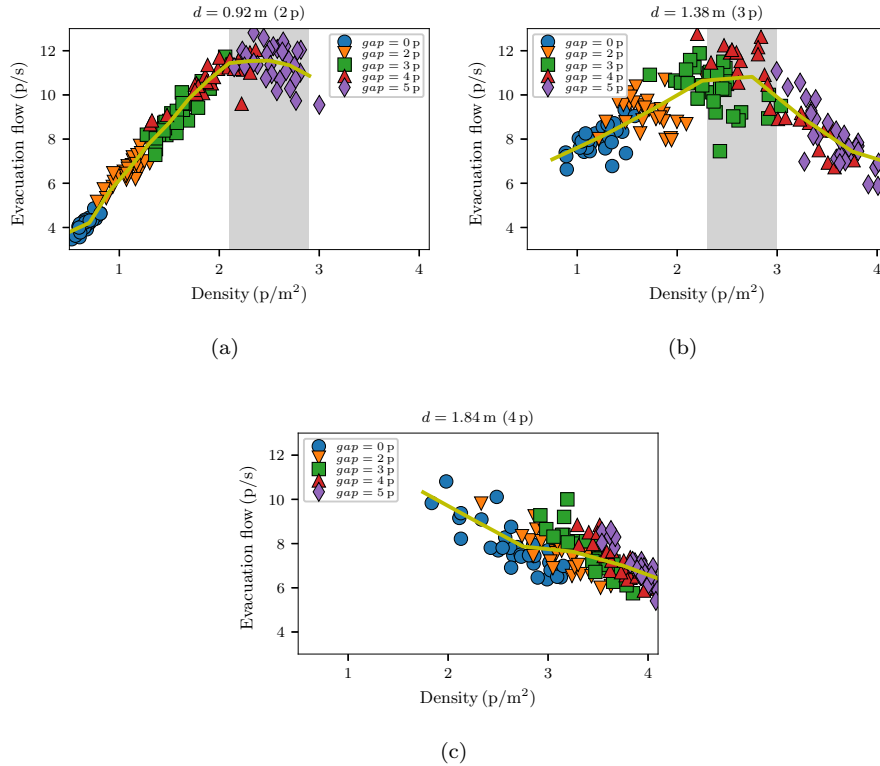 d = 0.92 m (2 p)
12
10
8
6
4
Evacuation flow (p/s)
gap = 0 p
gap = 2 p
gap = 3 p
gap = 4 p
gap = 5 p
1 2 3 4
Density (p/m²)
(a)
d = 1.38 m (3 p)
12
10
8
6
4
Evacuation flow (p/s)
gap = 0 p
gap = 2 p
gap = 3 p
gap = 4 p
gap = 5 p
1 2 3 4
Density (p/m²)
(b)
d = 1.84 m (4 p)
12
10
8
6
4
Evacuation flow (p/s)
gap = 0 p
gap = 2 p
gap = 3 p
gap = 4 p
gap = 5 p
1 2 3 4
Density (p/m²)
(c)